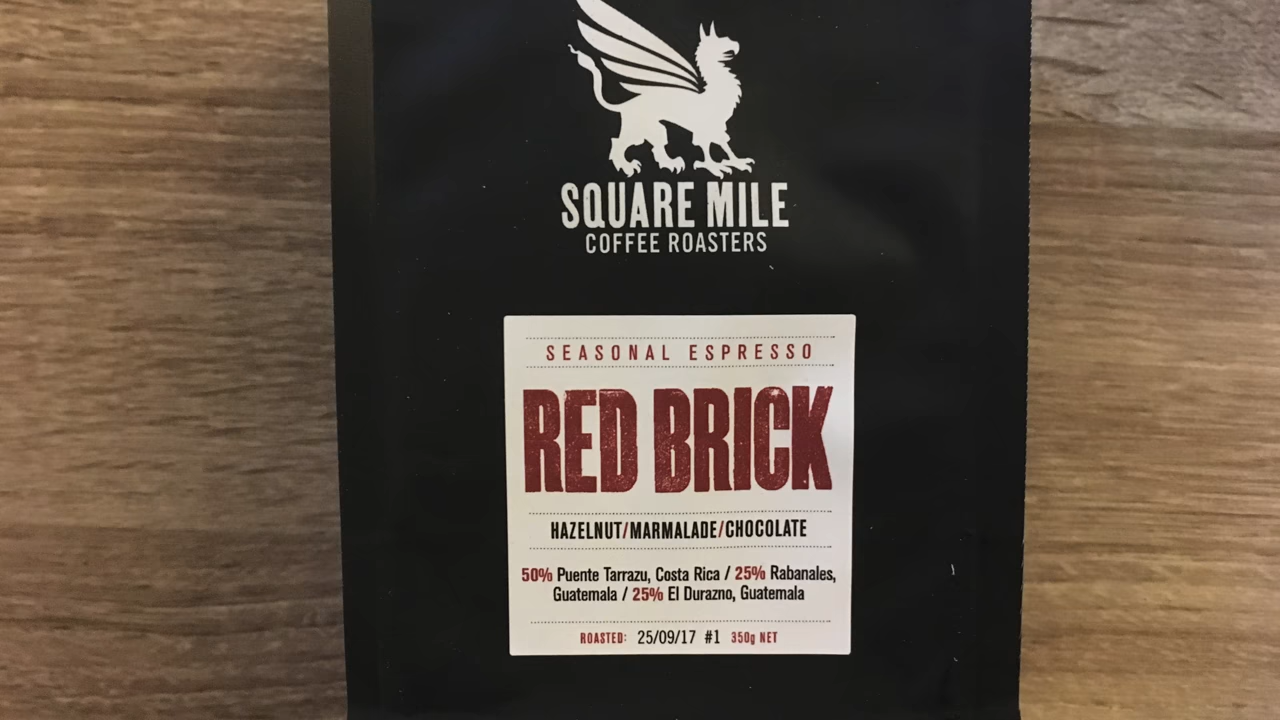 SQUARE MILE
COFFEE ROASTERS
SEASONAL ESPRESSO
RED BRICK
HAZELNUT/MARMALADE/CHOCOLATE
50% Puente Tarrazu, Costa Rica / 25% Rabanales,
Guatemala / 25% El Durazno, Guatemala
ROASTED: 25/09/17 #1 350g NET